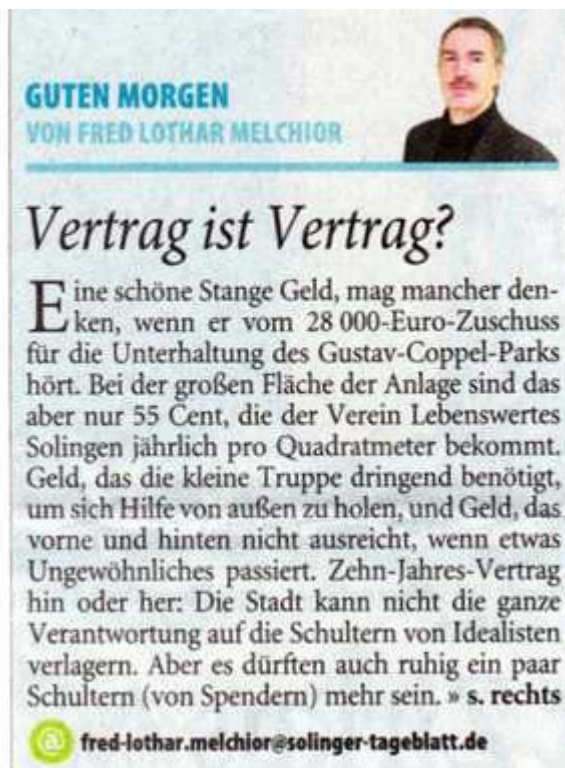 GUTEN MORGEN
VON FRED LOTHAR MELCHIOR
Vertrag ist Vertrag?
Eine schöne Stange Geld, mag mancher den-
ken, wenn er vom 28 000-Euro-Zuschuss
für die Unterhaltung des Gustav-Coppel-Parks
hört. Bei der großen Fläche der Anlage sind das
aber nur 55 Cent, die der Verein Lebenswertes
Solingen jährlich pro Quadratmeter bekommt.
Geld, das die kleine Truppe dringend benötigt,
um sich Hilfe von außen zu holen, und Geld, das
vorne und hinten nicht ausreicht, wenn etwas
Ungewöhnliches passiert. Zehn-Jahres-Vertrag
hin oder her: Die Stadt kann nicht die ganze
Verantwortung auf die Schultern von Idealisten
verlagern. Aber es dürften auch ruhig ein paar
Schultern (von Spendern) mehr sein. » s. rechts
@ fred-lothar.melchior@solinger-tageblatt.de